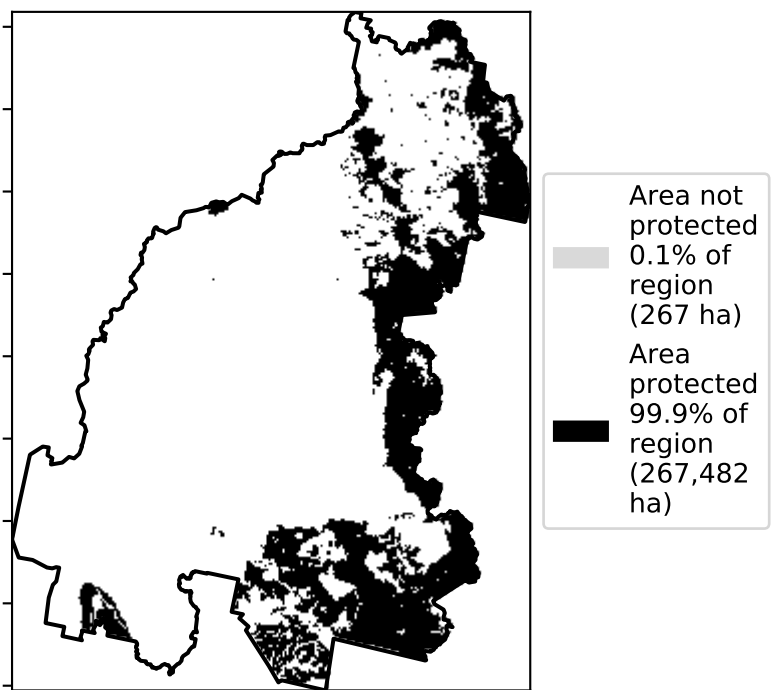 Area not
protected
0.1% of
region
(267 ha)
Area
protected
99.9% of
region
(267,482
ha)